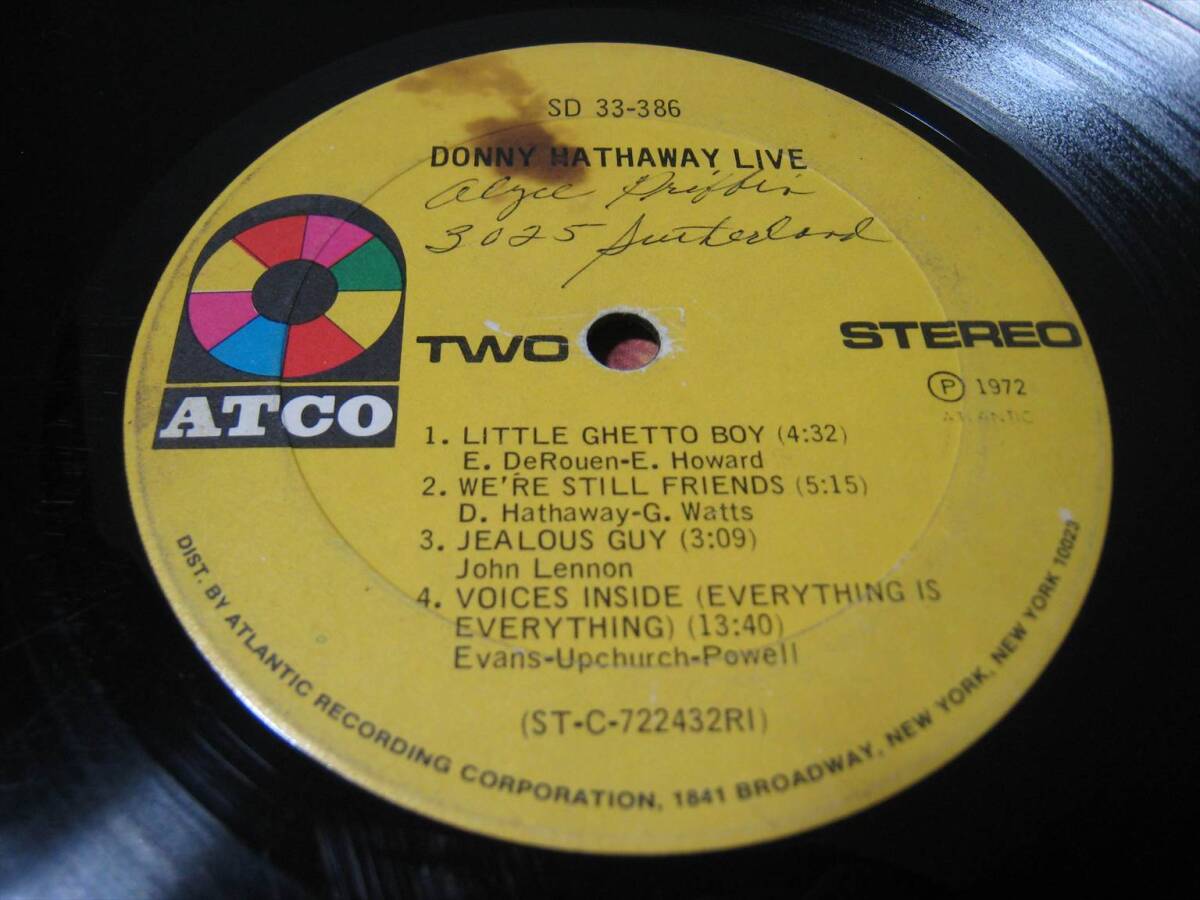 SD 33-386
DONNY HATHAWAY LIVE
3025 Sutherland
ATCO
TWO
STEREO
Ⓟ 1972
ATLANTIC
1. LITTLE GHETTO BOY (4:32)
E. DeRouen-E. Howard
2. WE'RE STILL FRIENDS (5:15)
D. Hathaway-G. Watts
3. JEALOUS GUY (3:09)
John Lennon
4. VOICES INSIDE (EVERYTHING IS
EVERYTHING) (13:40)
Evans-Upchurch-Powell
(ST-C-722432RI)
DIST. BY ATLANTIC RECORDING CORPORATION, 1841 BROADWAY, NEW YORK, NEW YORK 10023